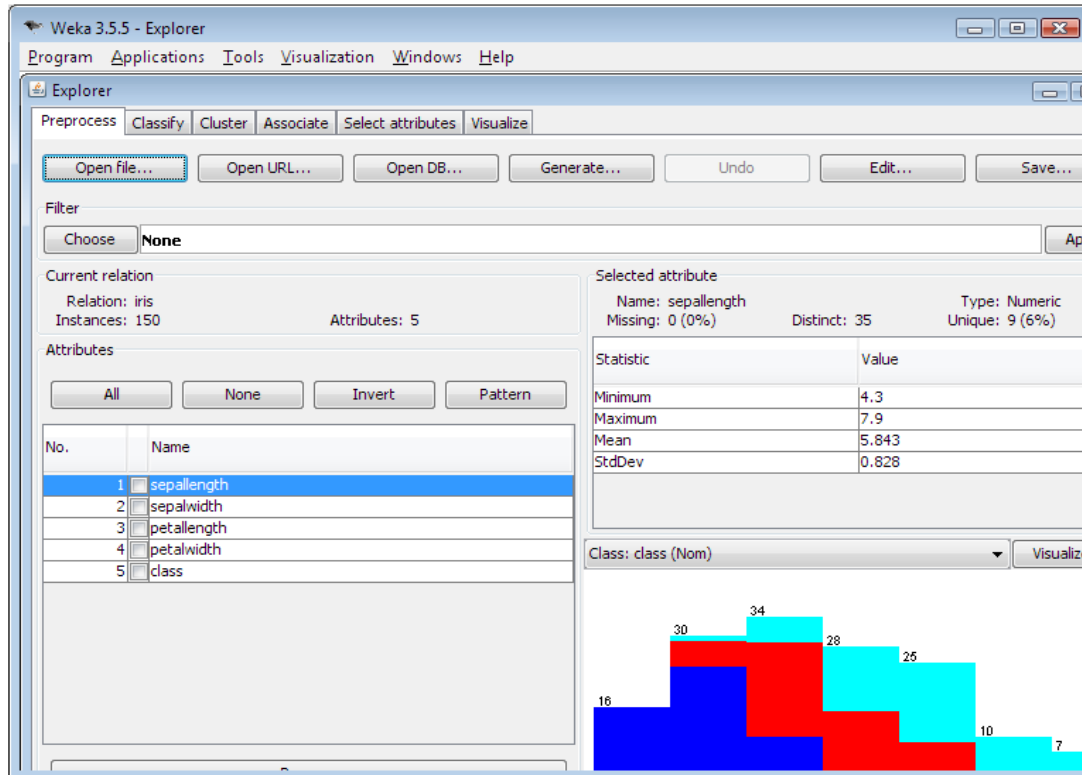 Weka 3.5.5 - Explorer
Program Applications Tools Visualization Windows Help
Explorer
Preprocess Classify Cluster Associate Select attributes Visualize
Open file... Open URL... Open DB... Generate... Undo Edit... Save...
Filter
Choose None
Current relation
Relation: iris
Instances: 150 Attributes: 5
Attributes
All None Invert Pattern
No. Name
1 sepallength
2 sepalwidth
3 petallength
4 petalwidth
5 class
Selected attribute
Name: sepallength Type: Numeric
Missing: 0 (0%) Distinct: 35 Unique: 9 (6%)
Statistic Value
Minimum 4.3
Maximum 7.9
Mean 5.843
StdDev 0.828
Class: class (Nom) Visualize
16 30 34 28 25 10 7